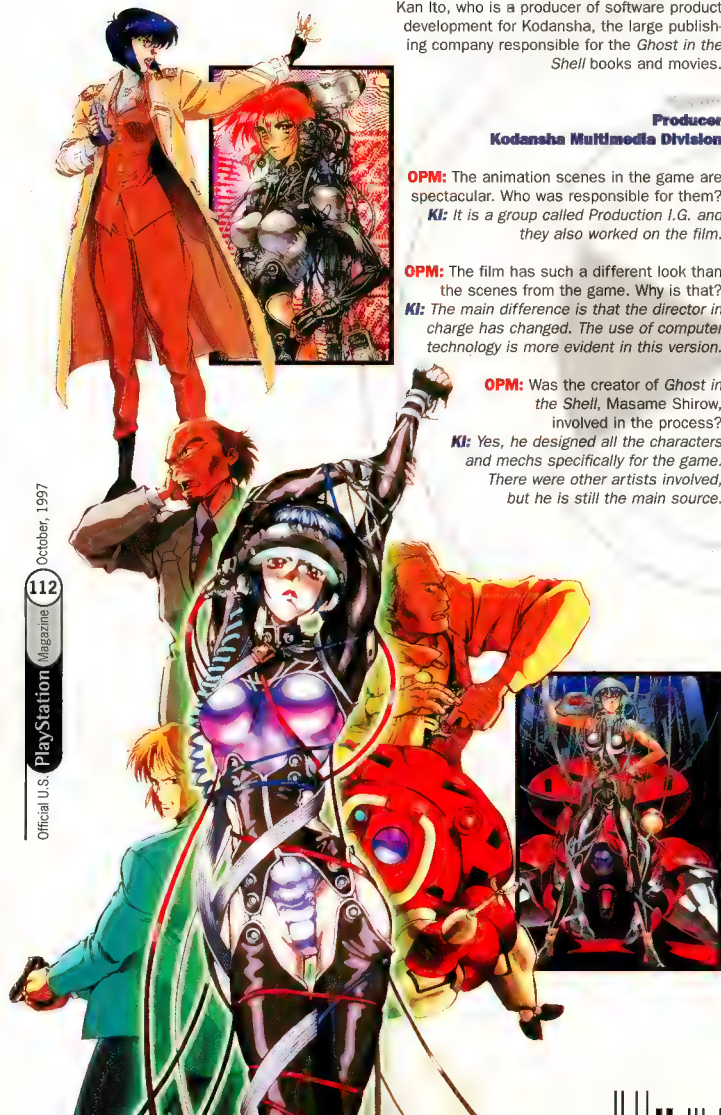 Kan Ito, who is a producer of software product
development for Kodansha, the large publish-
ing company responsible for the Ghost in the
Shell books and movies.
Producer
Kodansha Multimedia Division
OPM: The animation scenes in the game are
spectacular. Who was responsible for them?
KI: It is a group called Production I.G. and
they also worked on the film.
OPM: The film has such a different look than
the scenes from the game. Why is that?
KI: The main difference is that the director in
charge has changed. The use of computer
technology is more evident in this version.
OPM: Was the creator of Ghost in
the Shell, Masame Shirow,
involved in the process?
KI: Yes, he designed all the characters
and mechs specifically for the game.
There were other artists involved,
but he is still the main source.
Official U.S. PlayStation Magazine 112 October, 1997